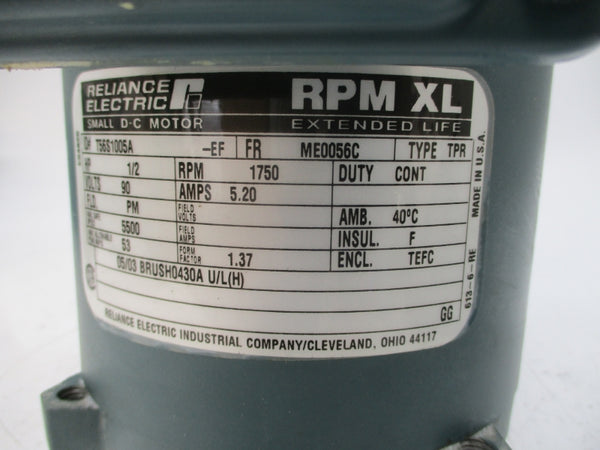 RELIANCE ELECTRIC RPM XL
SMALL D-C MOTOR EXTENDED LIFE
T56S1005A -EF FR ME0056C TYPE TPR
HP 1/2 RPM 1750 DUTY CONT
VOLTS 90 AMPS 5.20
FLD. PM FIELD VOLTS AMB. 40°C
5500 FIELD AMPS INSUL. F
53 FORM FACTOR 1.37 ENCL. TEFC
05/03 BRUSH0430A U/L(H)
GG
RELIANCE ELECTRIC INDUSTRIAL COMPANY/CLEVELAND, OHIO 44117
613-6-RE MADE IN U.S.A.